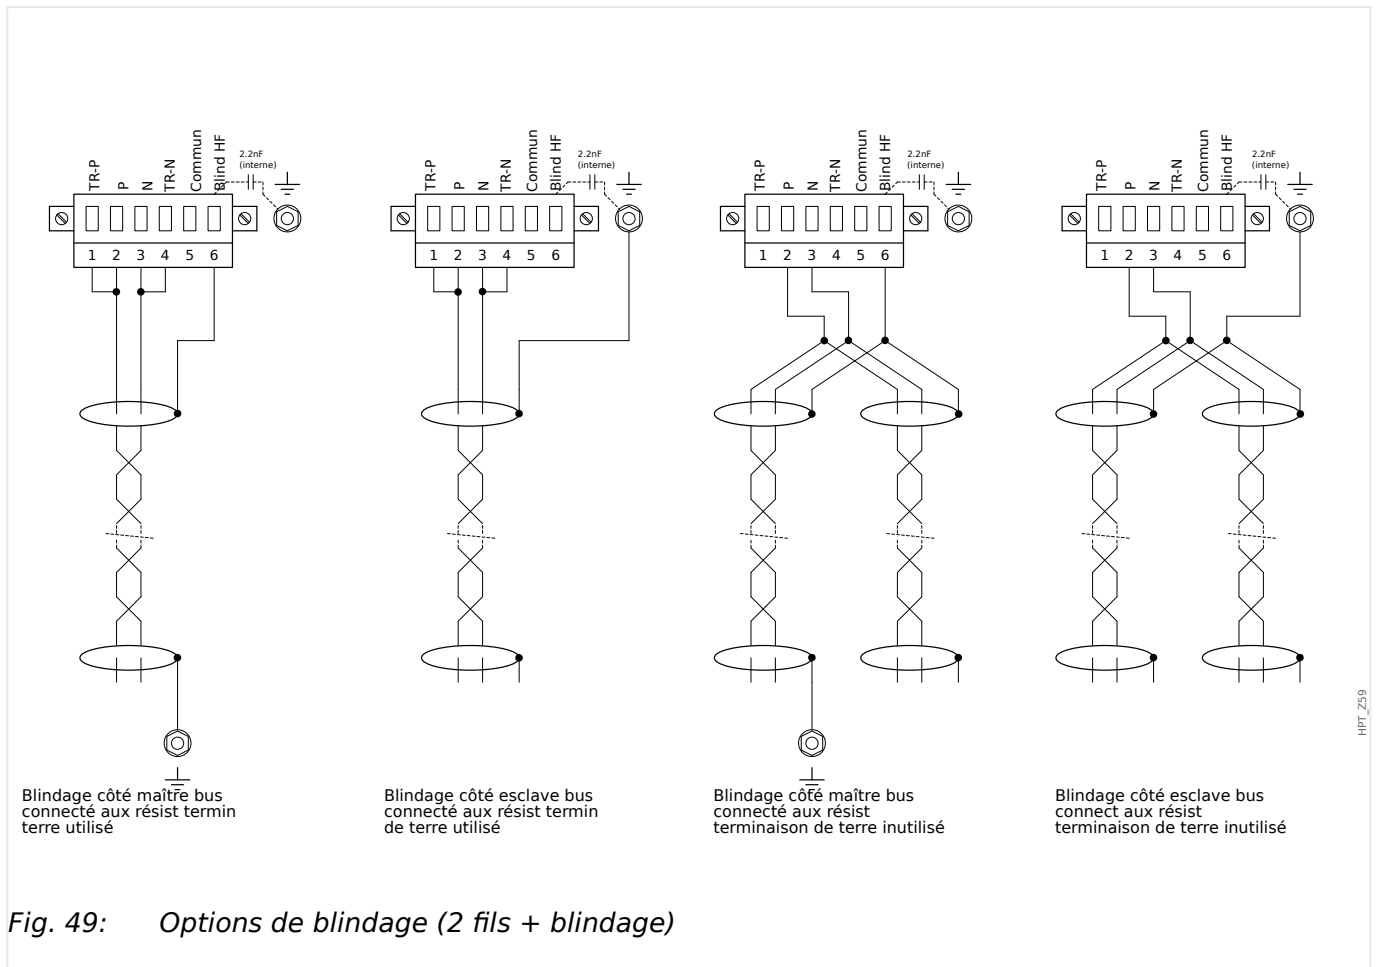 TR-P
P
N
TR-N
Commun
Blind HF
2.2nF
(interne)
1 2 3 4 5 6
TR-P
P
N
TR-N
Commun
Blind HF
2.2nF
(interne)
1 2 3 4 5 6
TR-P
P
N
TR-N
Commun
Blind HF
2.2nF
(interne)
1 2 3 4 5 6
TR-P
P
N
TR-N
Commun
Blind HF
2.2nF
(interne)
1 2 3 4 5 6
Blindage côté maître bus
connecté aux résist termin
terre utilisé
Blindage côté esclave bus
connecté aux résist termin
de terre utilisé
Blindage côté maître bus
connecté aux résist
terminaison de terre inutilisé
Blindage côté esclave bus
connect aux résist
terminaison de terre inutilisé
HPT_Z59
Fig. 49: Options de blindage (2 fils + blindage)